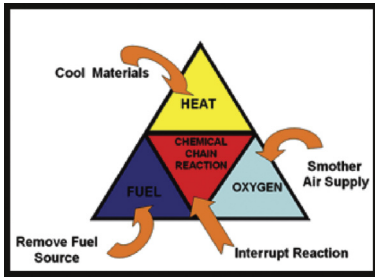 Cool Materials
HEAT
CHEMICAL
CHAIN
REACTION
FUEL
OXYGEN
Smother
Air Supply
Remove Fuel
Source
Interrupt Reaction